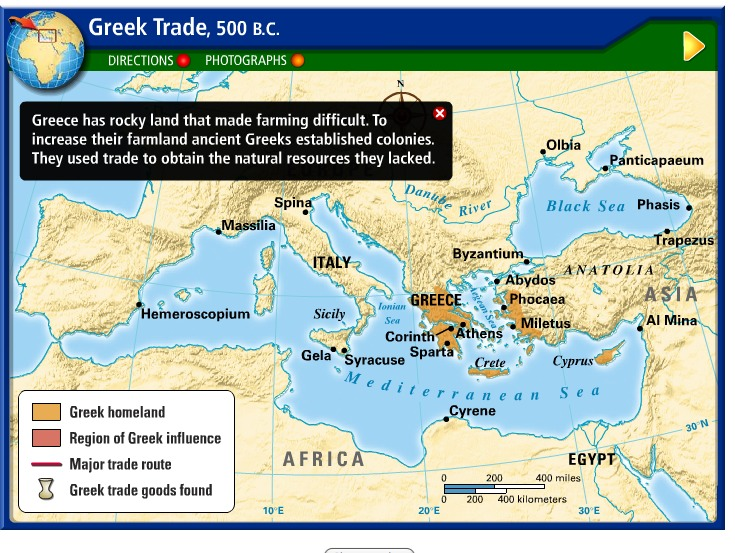 Greek Trade, 500 B.C.
DIRECTIONS
PHOTOGRAPHS
N
Greece has rocky land that made farming difficult. To
increase their farmland ancient Greeks established colonies.
They used trade to obtain the natural resources they lacked.
Olbia
Panticapaeum
Danube River
Black Sea
Phasis
Spina
Massilia
Trapezus
Byzantium
ITALY
ANATOLIA
Abydos
ASIA
GREECE
Phocaea
Aegean Sea
Hemeroscopium
Sicily
Ionian
Sea
Miletus
Al Mina
Corinth
Athens
Sparta
Gela
Syracuse
Crete
Cyprus
Mediterranean Sea
Greek homeland
Cyrene
Region of Greek influence
30°N
Major trade route
AFRICA
EGYPT
Greek trade goods found
0 200 400 miles
0 200 400 kilometers
10°E
20°E
30°E